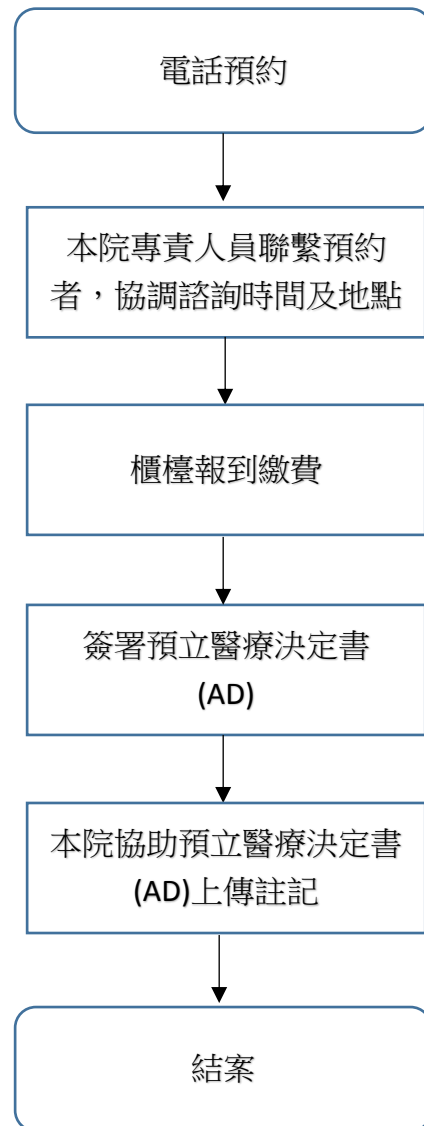 電話預約
本院專責人員聯繫預約
者，協調諮詢時間及地點
櫃檯報到繳費
簽署預立醫療決定書
(AD)
本院協助預立醫療決定書
(AD)上傳註記
結案